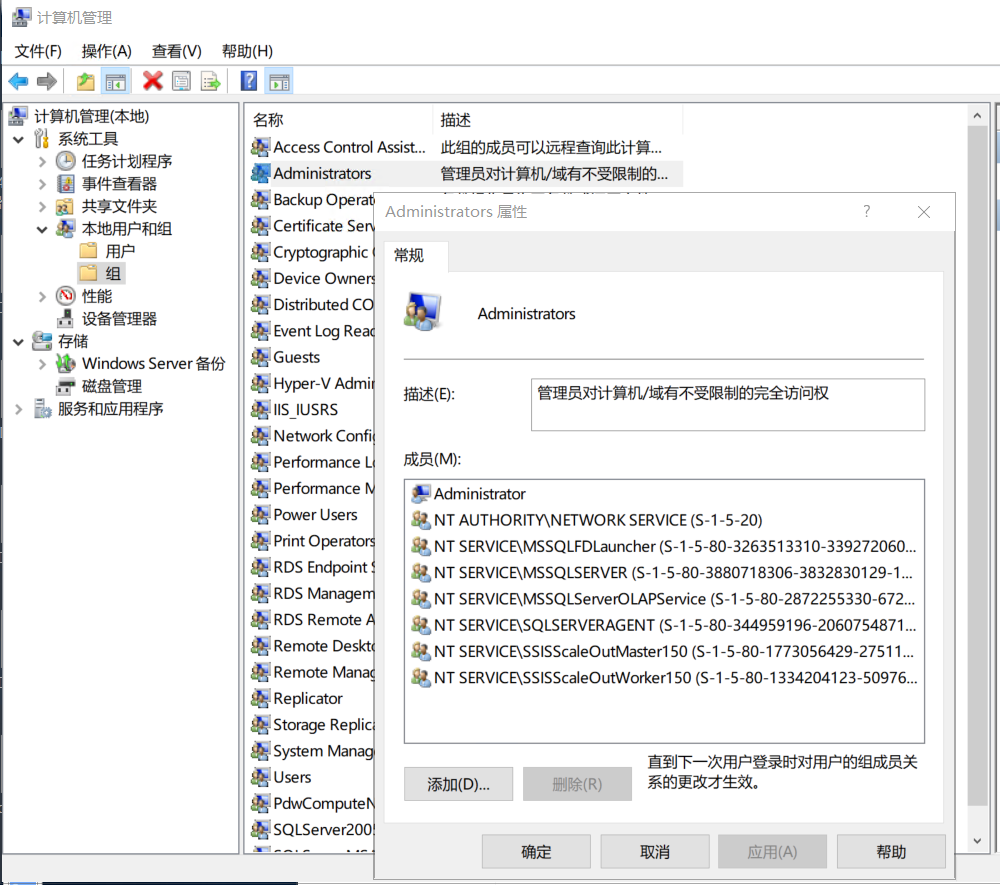 计算机管理
文件(F) 操作(A) 查看(V) 帮助(H)
计算机管理(本地)
系统工具
任务计划程序
事件查看器
共享文件夹
本地用户和组
用户
组
性能
设备管理器
存储
Windows Server 备份
磁盘管理
服务和应用程序
名称 描述
Access Control Assist... 此组的成员可以远程查询此计算...
Administrators 管理员对计算机/域有不受限制的...
Backup Operat
Certificate Serv
Cryptographic
Device Owners
Distributed CO
Event Log Read
Guests
Hyper-V Admin
IIS_IUSRS
Network Config
Performance Lo
Performance M
Power Users
Print Operators
RDS Endpoint S
RDS Managem
RDS Remote A
Remote Deskto
Remote Manag
Replicator
Storage Replica
System Manag
Users
PdwComputeN
SQLServer2005
Administrators 属性
?
常规
Administrators
描述(E):
管理员对计算机/域有不受限制的完全访问权
成员(M):
Administrator
NT AUTHORITY\NETWORK SERVICE (S-1-5-20)
NT SERVICE\MSSQLFDLauncher (S-1-5-80-3263513310-339272060...
NT SERVICE\MSSQLSERVER (S-1-5-80-3880718306-3832830129-1...
NT SERVICE\MSSQLServerOLAPService (S-1-5-80-2872255330-672...
NT SERVICE\SQLSERVERAGENT (S-1-5-80-344959196-2060754871...
NT SERVICE\SSISScaleOutMaster150 (S-1-5-80-1773056429-27511...
NT SERVICE\SSISScaleOutWorker150 (S-1-5-80-1334204123-50976...
添加(D)... 删除(R)
直到下一次用户登录时对用户的组成员关
系的更改才生效。
确定 取消 应用(A) 帮助